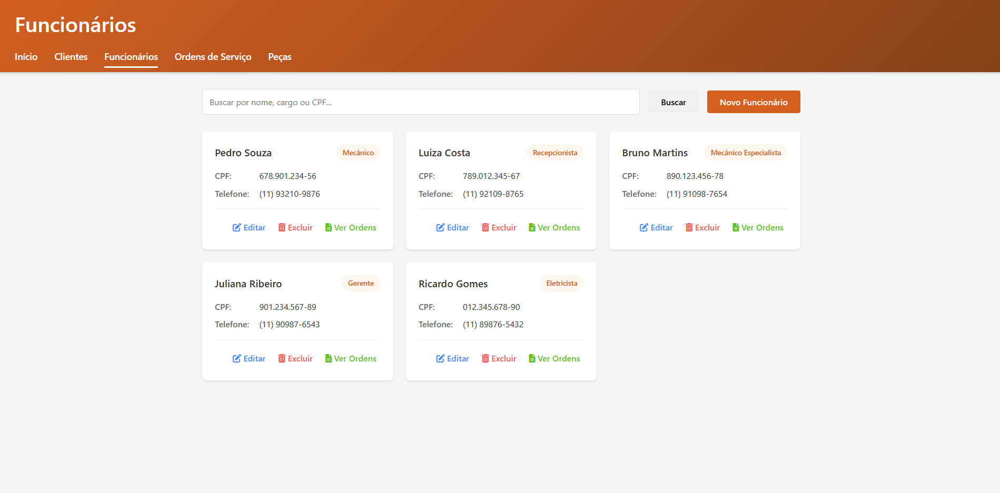 Funcionários
Início Clientes Funcionários Ordens de Serviço Peças
Buscar por nome, cargo ou CPF... Buscar Novo Funcionário
Pedro Souza Mecânico
CPF: 678.901.234-56
Telefone: (11) 93210-9876
Editar Excluir Ver Ordens
Luiza Costa Recepcionista
CPF: 789.012.345-67
Telefone: (11) 92109-8765
Editar Excluir Ver Ordens
Bruno Martins Mecânico Especialista
CPF: 890.123.456-78
Telefone: (11) 91098-7654
Editar Excluir Ver Ordens
Juliana Ribeiro Gerente
CPF: 901.234.567-89
Telefone: (11) 90987-6543
Editar Excluir Ver Ordens
Ricardo Gomes Eletricista
CPF: 012.345.678-90
Telefone: (11) 89876-5432
Editar Excluir Ver Ordens